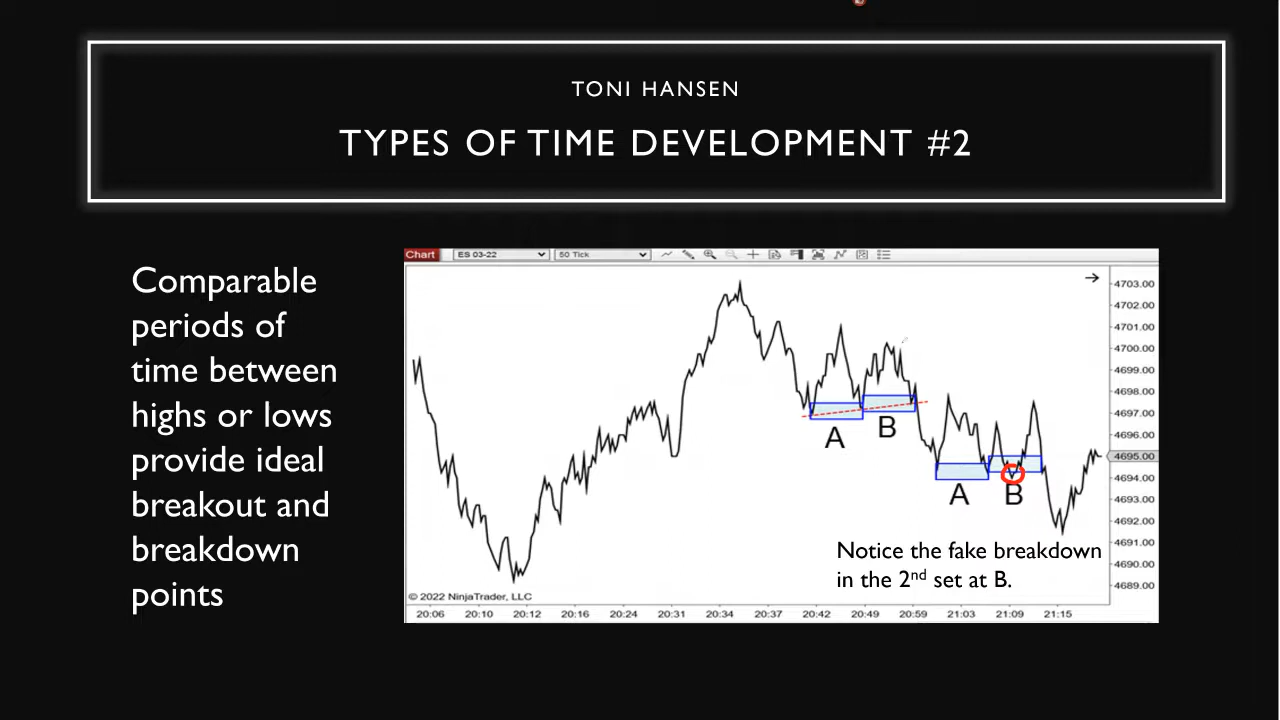 TONI HANSEN
TYPES OF TIME DEVELOPMENT #2
Comparable
periods of
time between
highs or lows
provide ideal
breakout and
breakdown
points
Chart ES 03-22 50 Tick
4703.00
4702.00
4701.00
4700.00
4699.00
4698.00
4697.00
4696.00
4695.00
4694.00
4693.00
4692.00
4691.00
4690.00
4689.00
A B
A B
Notice the fake breakdown
in the 2nd set at B.
© 2022 NinjaTrader, LLC
20:06 20:10 20:12 20:16 20:24 20:31 20:34 20:37 20:42 20:49 20:59 21:03 21:09 21:15